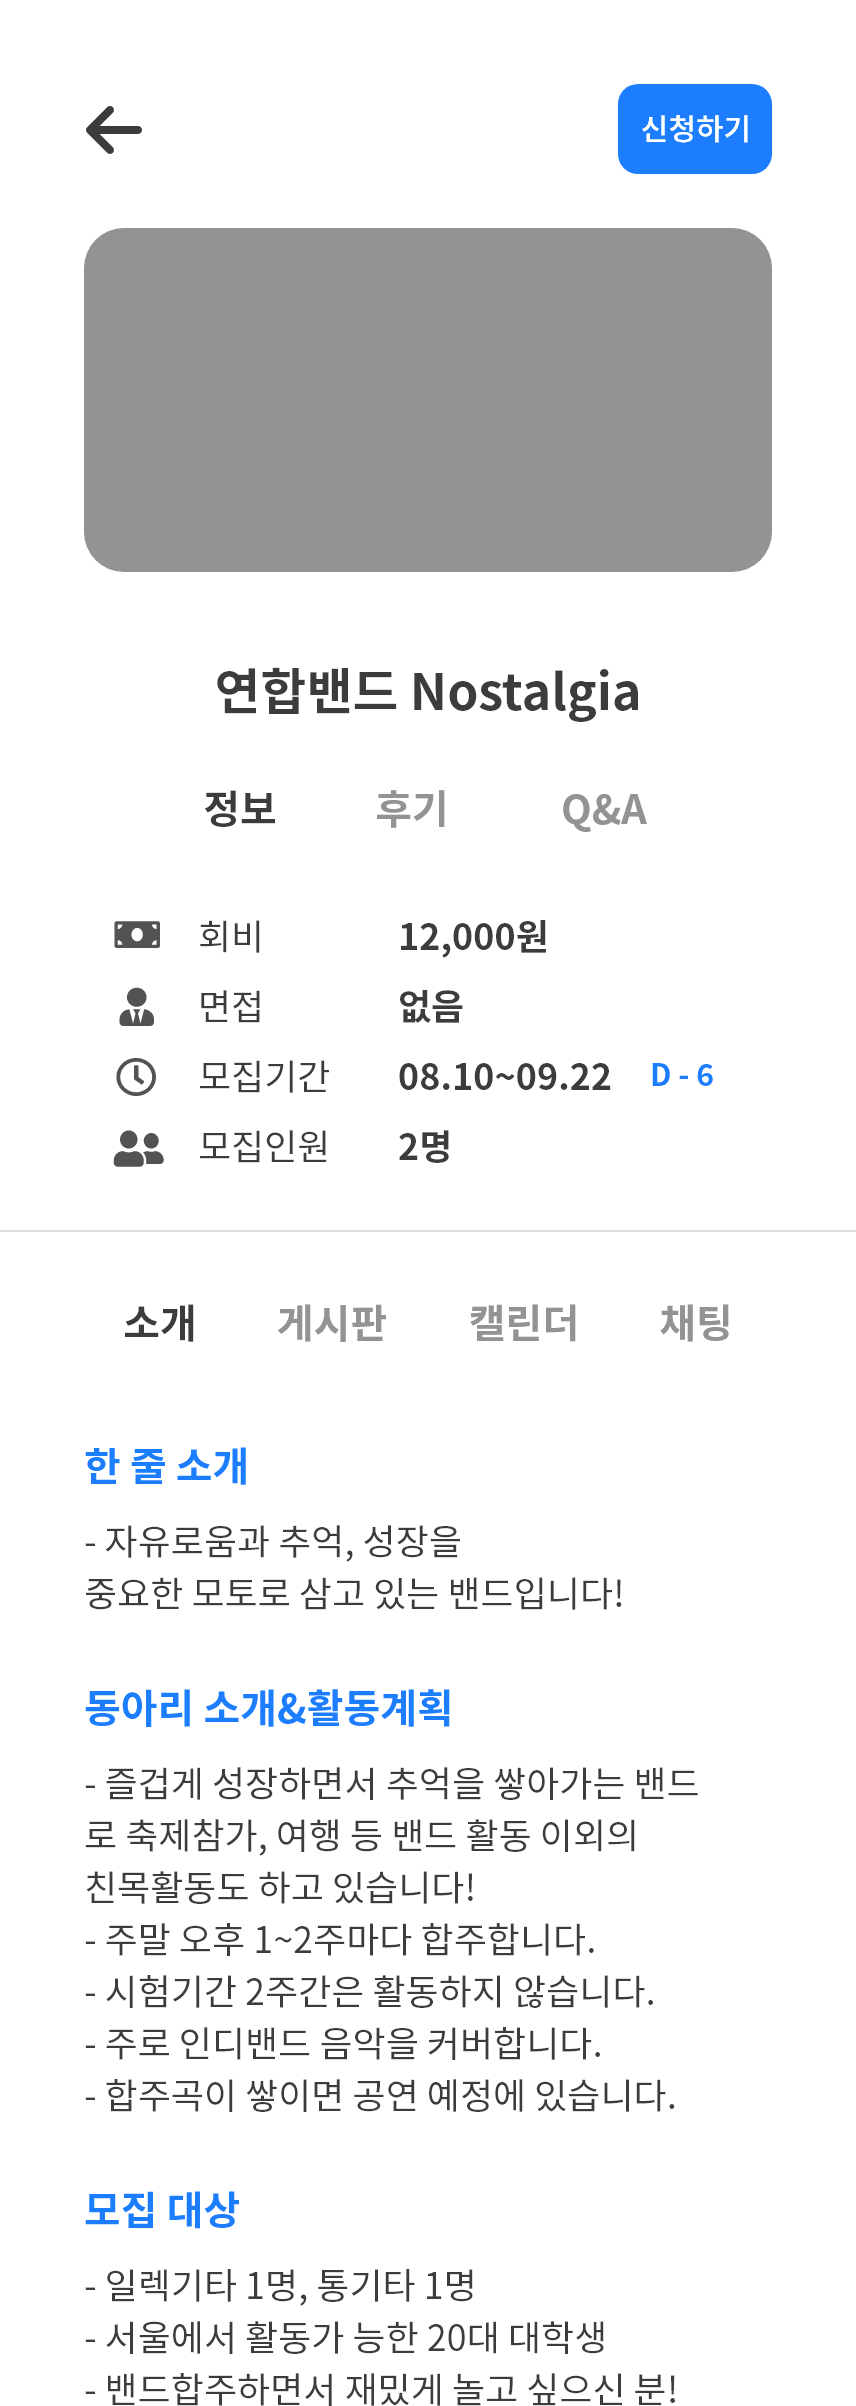 신청하기
연합밴드 Nostalgia
정보 후기 Q&A
회비 12,000원
면접 없음
모집기간 08.10~09.22 D - 6
모집인원 2명
소개 게시판 캘린더 채팅
한 줄 소개
- 자유로움과 추억, 성장을
중요한 모토로 삼고 있는 밴드입니다!
동아리 소개&활동계획
- 즐겁게 성장하면서 추억을 쌓아가는 밴드
로 축제참가, 여행 등 밴드 활동 이외의
친목활동도 하고 있습니다!
- 주말 오후 1~2주마다 합주합니다.
- 시험기간 2주간은 활동하지 않습니다.
- 주로 인디밴드 음악을 커버합니다.
- 합주곡이 쌓이면 공연 예정에 있습니다.
모집 대상
- 일렉기타 1명, 통기타 1명
- 서울에서 활동가 능한 20대 대학생
- 밴드합주하면서 재밌게 놀고 싶으신 분!